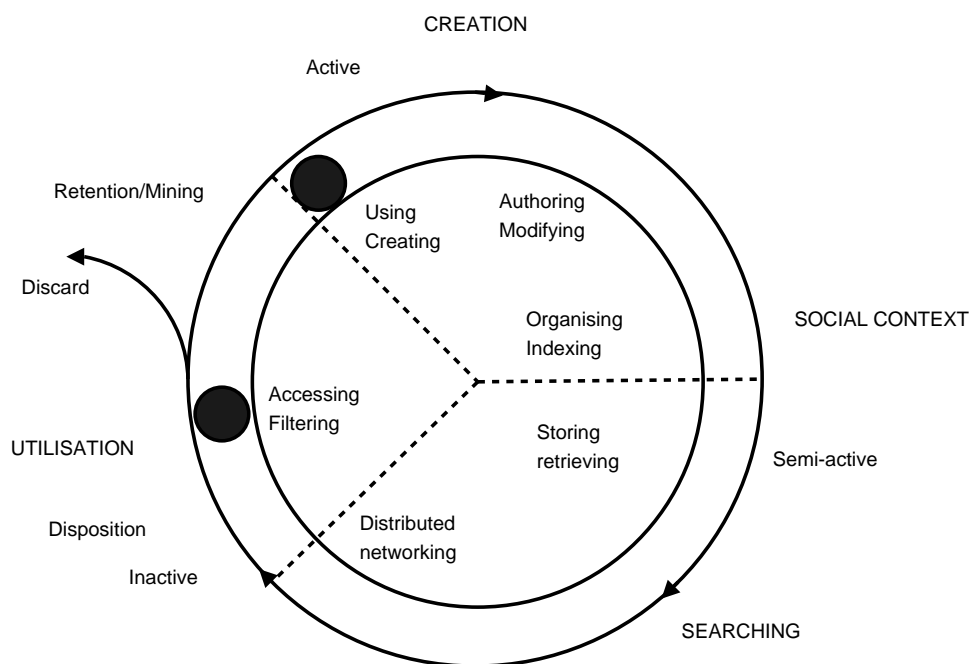 CREATION
Active
Retention/Mining
Using
Creating
Authoring
Modifying
Discard
Organising
Indexing
SOCIAL CONTEXT
Accessing
Filtering
UTILISATION
Storing
retrieving
Semi-active
Disposition
Distributed
networking
Inactive
SEARCHING